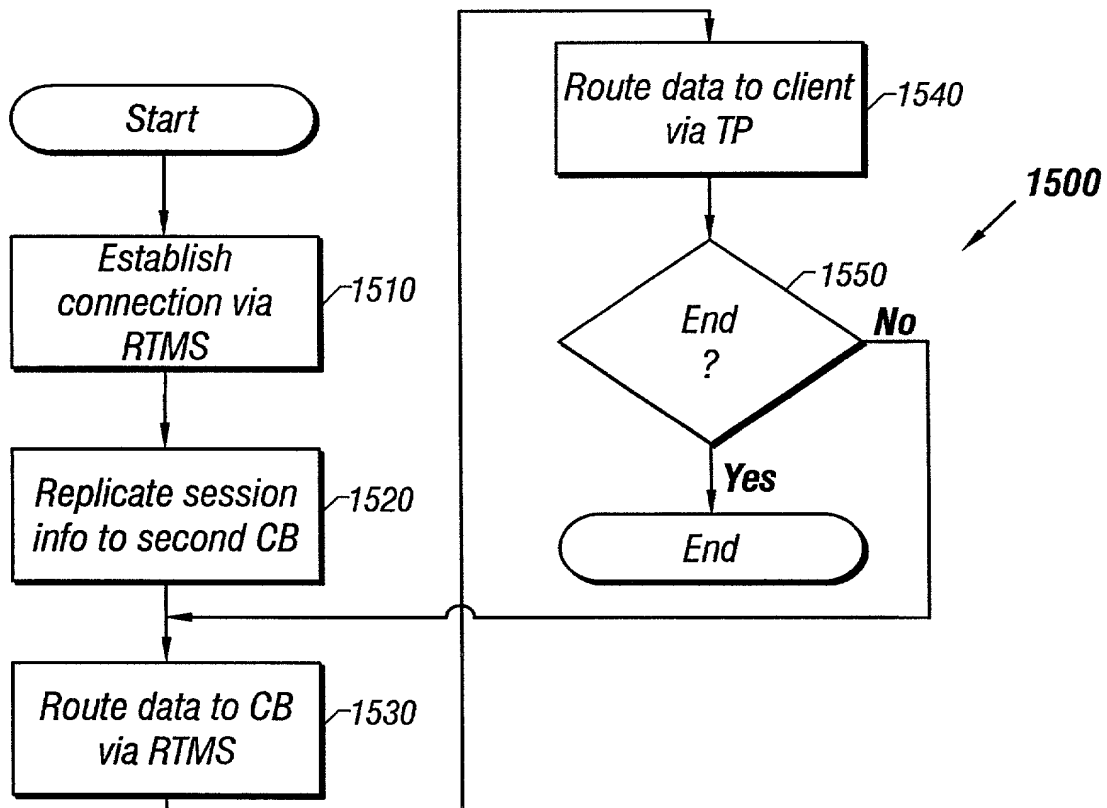 Start
Establish
connection via
RTMS
1510
Replicate session
info to second CB
1520
Route data to CB
via RTMS
1530
Route data to client
via TP
1540
End
?
1550
No
Yes
End
1500